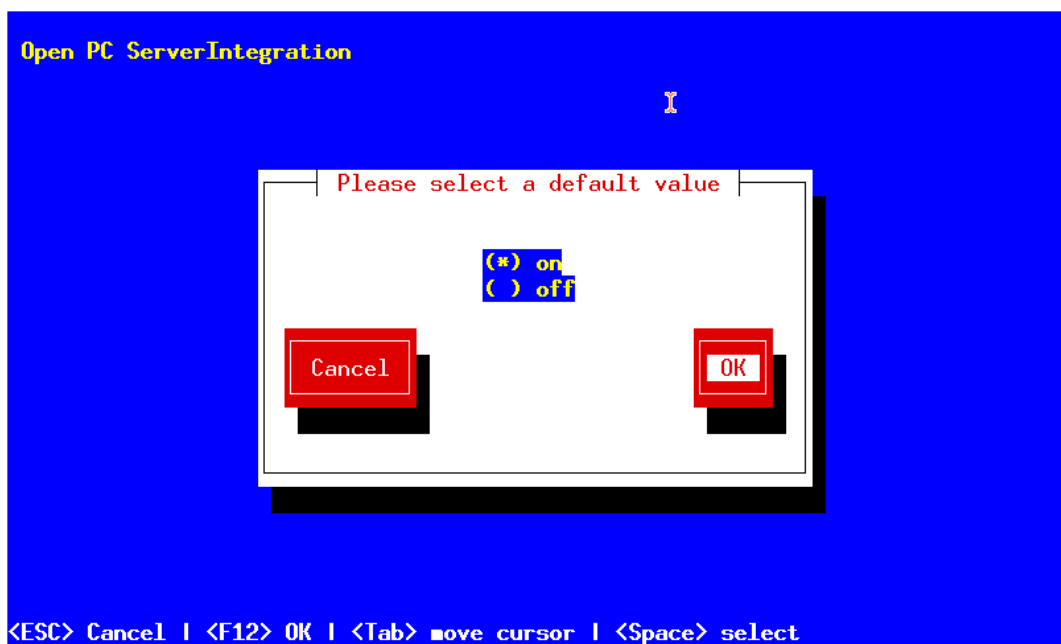 Open PC ServerIntegration
Please select a default value
(*) on
( ) off
Cancel
OK
<ESC> Cancel | <F12> OK | <Tab> move cursor | <Space> select